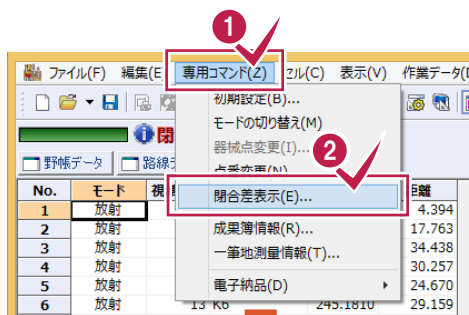 1
ファイル(F) 編集(E 専用コマンド(Z) セル(C) 表示(V) 作業データ(D
初期設定(B)...
モードの切り替え(M)
閉
器械点変更(I)...
2
野帳データ 路線デ
点番変更(N)
No. モード 視 閉合差表示(E)... 距離
1 放射 4.394
2 放射 成果簿情報(R)... 17.763
3 放射 一筆地測量情報(T)... 34.438
4 放射 30.257
5 放射 電子納品(D) 24.670
6 放射 13 K6 245.1810 29.159